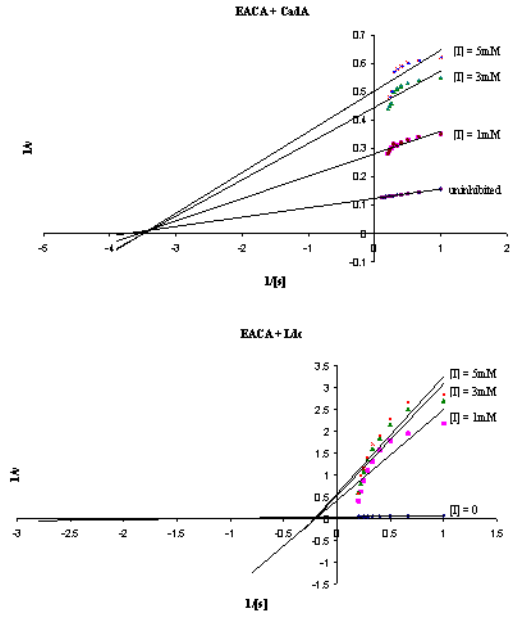 EACA + CadA
0.7
[I] = 5mM
0.6
[I] = 3mM
0.5
0.4
1/v
0.3
[I] = 1mM
0.2
uninhibited
0.1
0
-5 -4 -3 -2 -1 0 1 2
-0.1
1/[s]
EACA + Ldc
3.5
[I] = 5mM
3
[I] = 3mM
2.5
[I] = 1mM
2
1.5
1/v
1
0.5
[I] = 0
0
-3 -2.5 -2 -1.5 -1 -0.5 0 0.5 1 1.5
-0.5
-1
-1.5
1/[s]